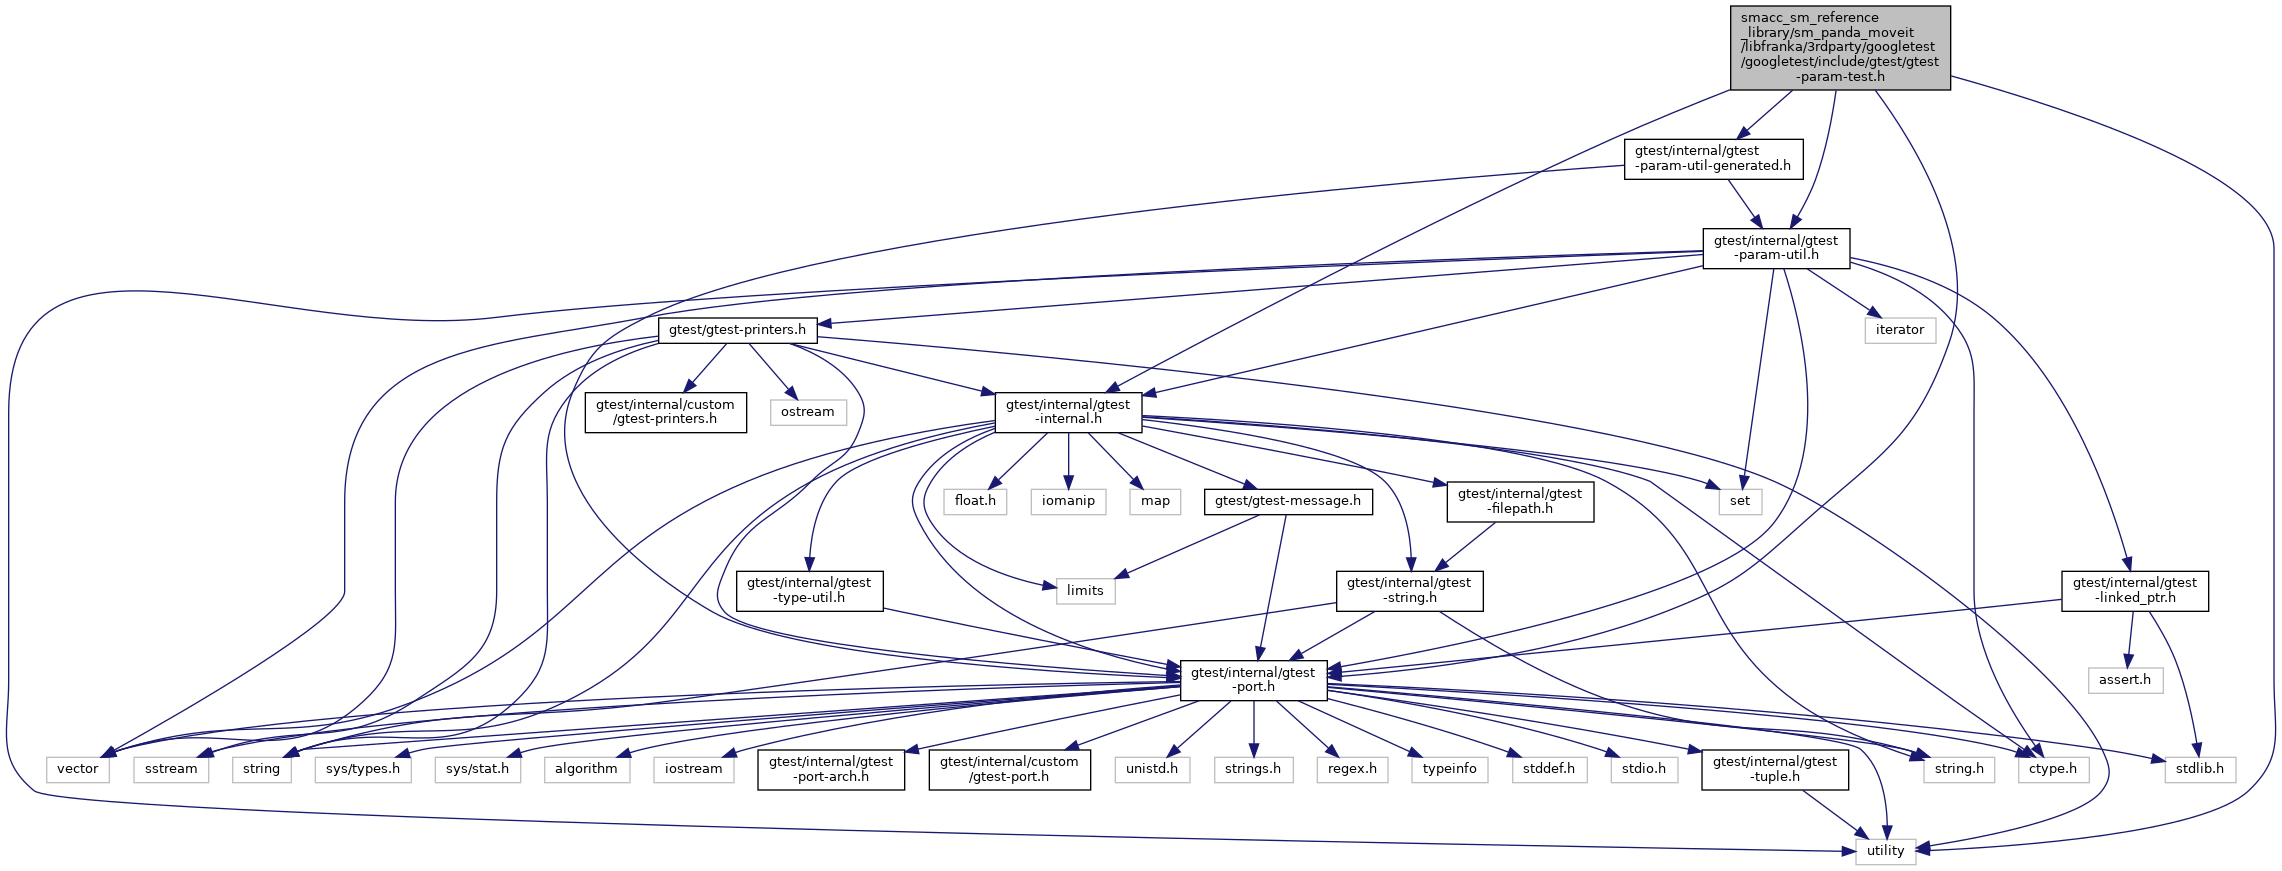 smacc_sm_reference
_library/sm_panda_moveit
/libfranka/3rdparty/googletest
/googletest/include/gtest/gtest
-param-test.h
gtest/internal/gtest
-param-util-generated.h
gtest/internal/gtest
-param-util.h
gtest/gtest-printers.h
iterator
gtest/internal/custom
/gtest-printers.h
ostream
gtest/internal/gtest
-internal.h
float.h
iomanip
map
gtest/gtest-message.h
gtest/internal/gtest
-filepath.h
set
gtest/internal/gtest
-type-util.h
limits
gtest/internal/gtest
-string.h
gtest/internal/gtest
-linked_ptr.h
gtest/internal/gtest
-port.h
assert.h
vector
sstream
string
sys/types.h
sys/stat.h
algorithm
iostream
gtest/internal/gtest
-port-arch.h
gtest/internal/custom
/gtest-port.h
unistd.h
strings.h
regex.h
typeinfo
stddef.h
stdio.h
gtest/internal/gtest
-tuple.h
string.h
ctype.h
stdlib.h
utility